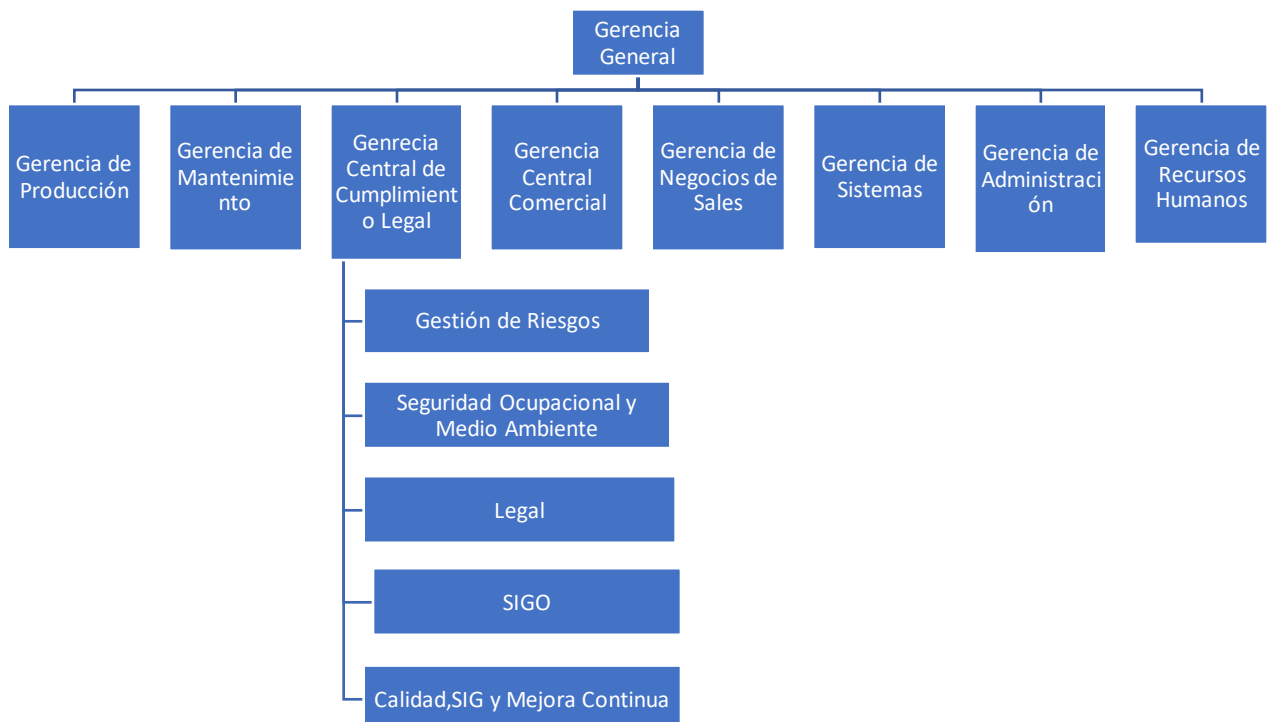 Gerencia
General
Gerencia de
Producción
Gerencia de
Mantenimie
nto
Genrecia
Central de
Cumplimient
o Legal
Gerencia
Central
Comercial
Gerencia de
Negocios de
Sales
Gerencia de
Sistemas
Gerencia de
Administraci
ón
Gerencia de
Recursos
Humanos
Gestión de Riesgos
Seguridad Ocupacional y
Medio Ambiente
Legal
SIGO
Calidad,SIG y Mejora Continua